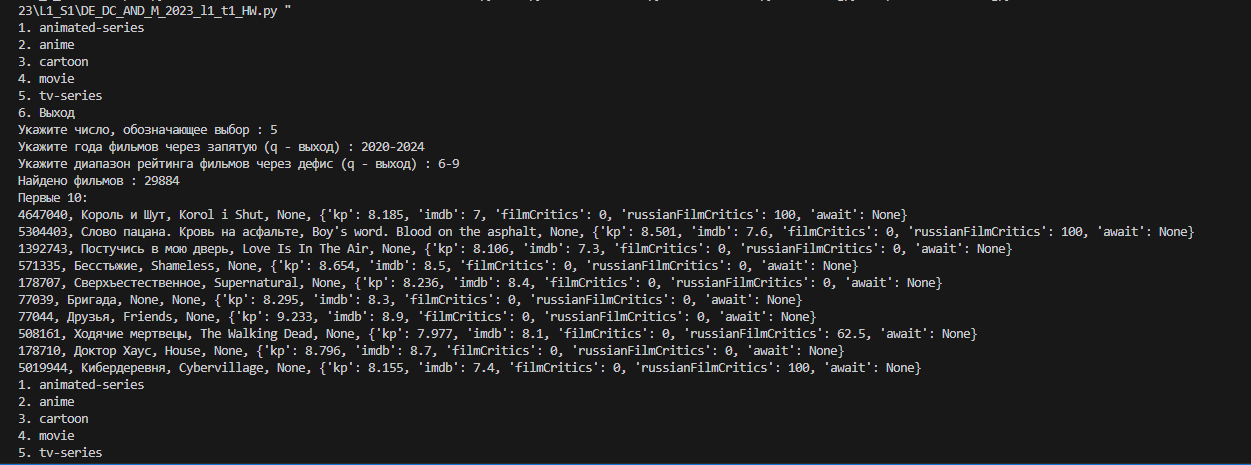 23\L1_S1\DE_DC_AND_M_2023_l1_t1_HW.py "
1. animated-series
2. anime
3. cartoon
4. movie
5. tv-series
6. Выход
Укажите число, обозначающее выбор : 5
Укажите года фильмов через запятую (q - выход) : 2020-2024
Укажите диапазон рейтинга фильмов через дефис (q - выход) : 6-9
Найдено фильмов : 29884
Первые 10:
4647040, Король и Шут, Korol i Shut, None, {'kp': 8.185, 'imdb': 7, 'filmCritics': 0, 'russianFilmCritics': 100, 'await': None}
5304403, Слово пацана. Кровь на асфальте, Boy's word. Blood on the asphalt, None, {'kp': 8.501, 'imdb': 7.6, 'filmCritics': 0, 'russianFilmCritics': 100, 'await': None}
1392743, Постучись в мою дверь, Love Is In The Air, None, {'kp': 8.106, 'imdb': 7.3, 'filmCritics': 0, 'russianFilmCritics': 0, 'await': None}
571335, Бесстыжие, Shameless, None, {'kp': 8.654, 'imdb': 8.5, 'filmCritics': 0, 'russianFilmCritics': 0, 'await': None}
178707, Сверхъестественное, Supernatural, None, {'kp': 8.236, 'imdb': 8.4, 'filmCritics': 0, 'russianFilmCritics': 0, 'await': None}
77039, Бригада, None, None, {'kp': 8.295, 'imdb': 8.3, 'filmCritics': 0, 'russianFilmCritics': 0, 'await': None}
77044, Друзья, Friends, None, {'kp': 9.233, 'imdb': 8.9, 'filmCritics': 0, 'russianFilmCritics': 0, 'await': None}
508161, Ходячие мертвецы, The Walking Dead, None, {'kp': 7.977, 'imdb': 8.1, 'filmCritics': 0, 'russianFilmCritics': 62.5, 'await': None}
178710, Доктор Хаус, House, None, {'kp': 8.796, 'imdb': 8.7, 'filmCritics': 0, 'russianFilmCritics': 0, 'await': None}
5019944, Кибердеревня, Cybervillage, None, {'kp': 8.155, 'imdb': 7.4, 'filmCritics': 0, 'russianFilmCritics': 100, 'await': None}
1. animated-series
2. anime
3. cartoon
4. movie
5. tv-series